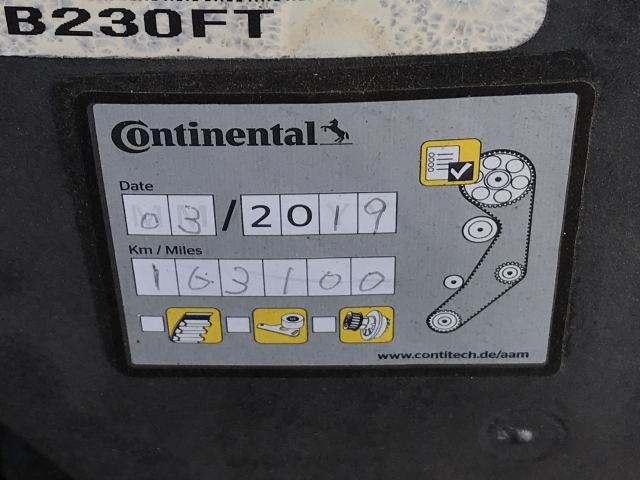 B230FT
Continental
Date
03/2019
Km / Miles
163100
www.contitech.de/aam